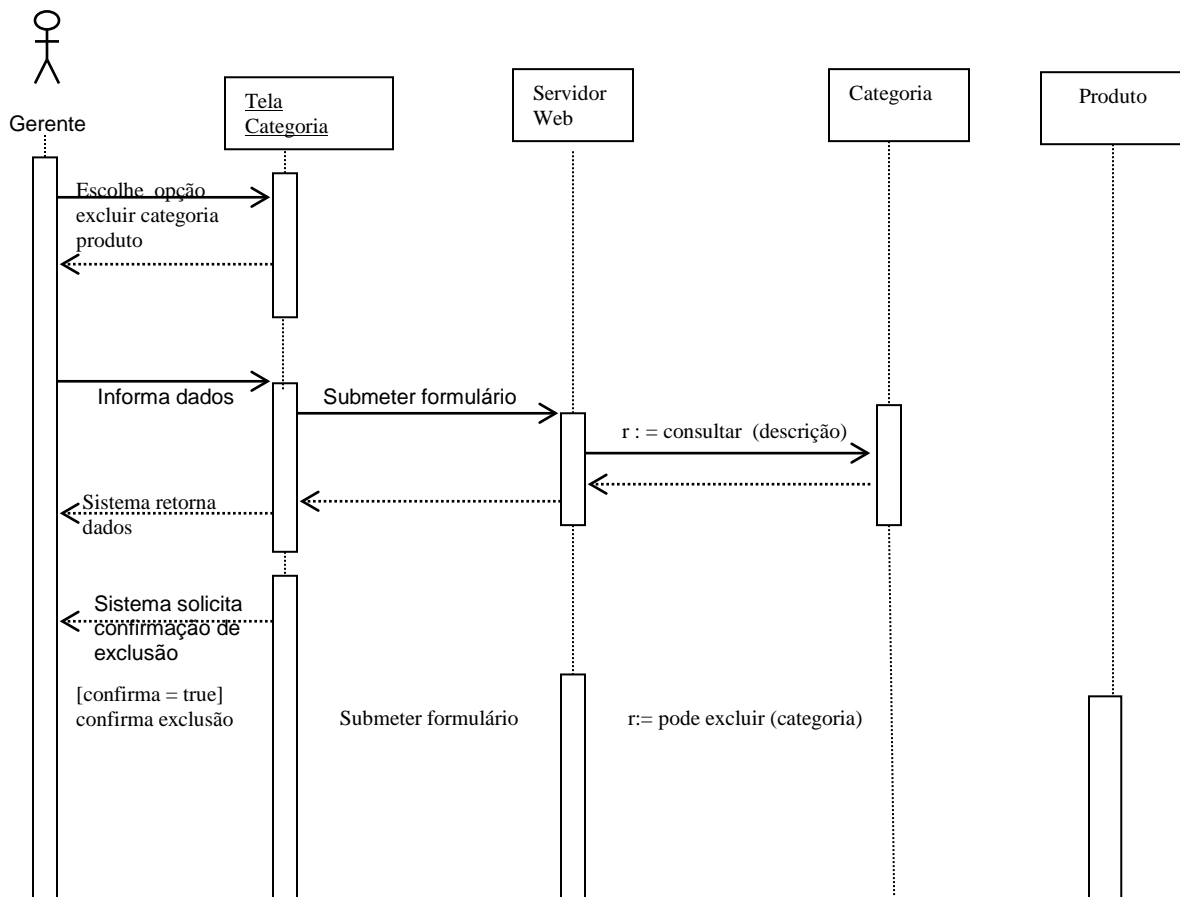 Gerente
Tela
Categoria
Servidor
Web
Categoria
Produto
Escolhe opção
excluir categoria
produto
Informa dados
Submeter formulário
r : = consultar (descrição)
Sistema retorna
dados
Sistema solicita
confirmação de
exclusão
[confirma = true]
confirma exclusão
Submeter formulário
r:= pode excluir (categoria)